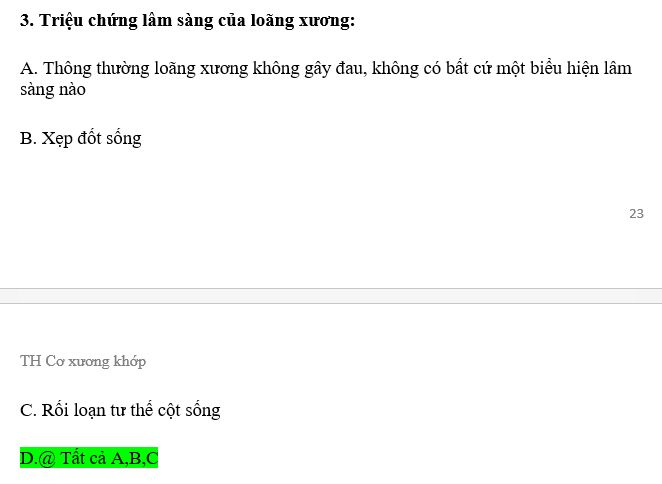 3. Triệu chứng lâm sàng của loãng xương:
A. Thông thường loãng xương không gây đau, không có bất cứ một biểu hiện lâm
sàng nào
B. Xẹp đốt sống
23
TH Cơ xương khớp
C. Rối loạn tư thế cột sống
D.@ Tất cả A,B,C